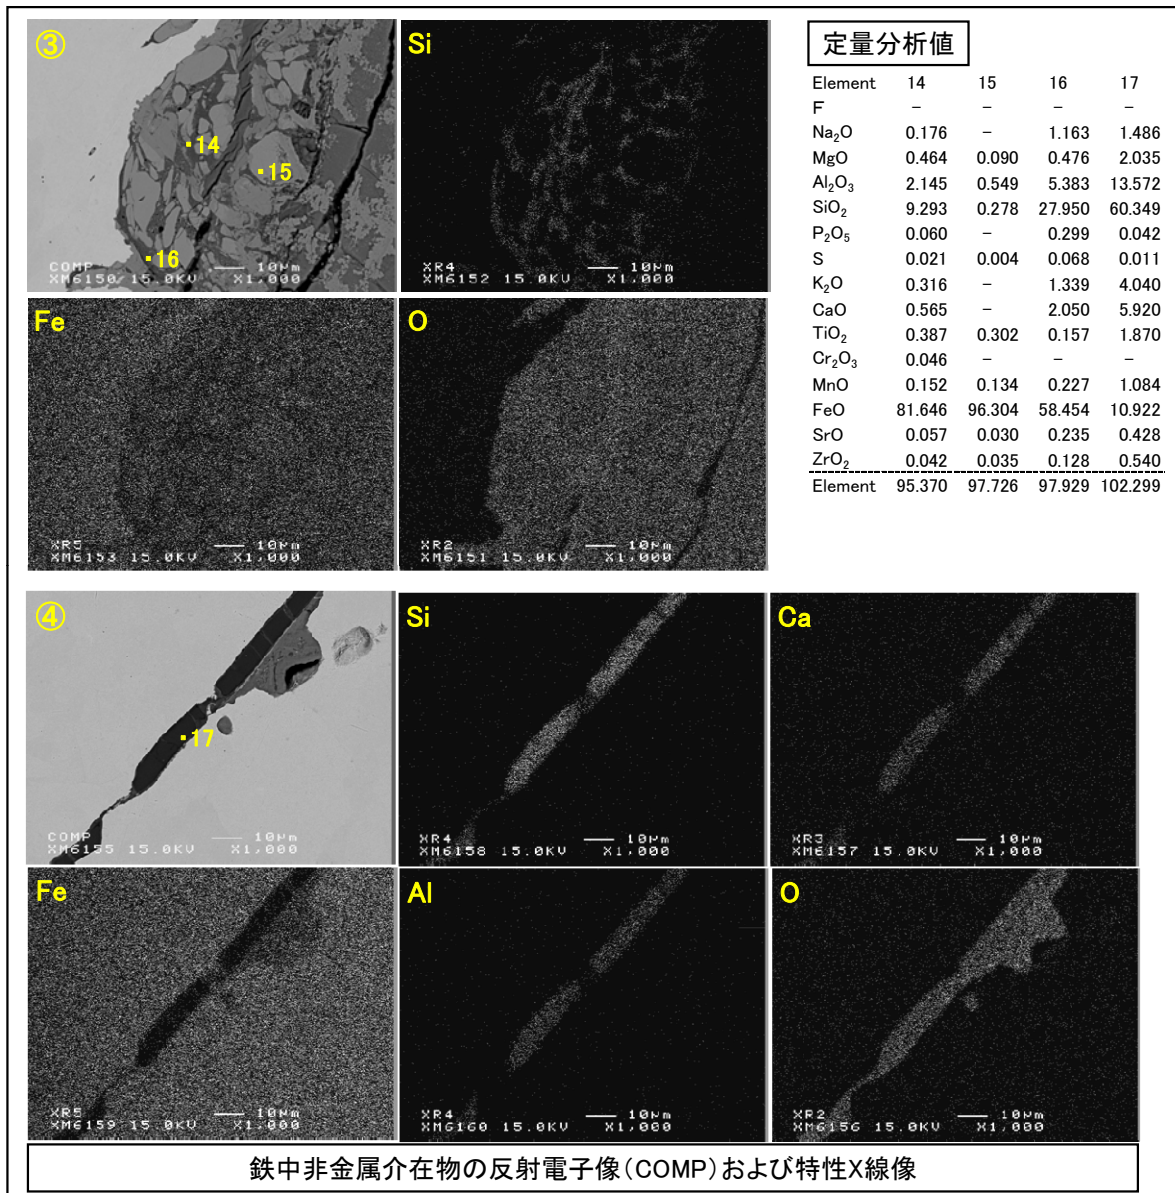 ③
14
15
16
COMP 10μm
XM6150 15.0KV X1,000
Si
XR4 10μm
XM6152 15.0KV X1,000
Fe
XR5 10μm
XM6153 15.0KV X1,000
O
XR2 10μm
XM6151 15.0KV X1,000
定量分析値
Element 14 15 16 17
F – – – –
Na₂O 0.176 – 1.163 1.486
MgO 0.464 0.090 0.476 2.035
Al₂O₃ 2.145 0.549 5.383 13.572
SiO₂ 9.293 0.278 27.950 60.349
P₂O₅ 0.060 – 0.299 0.042
S 0.021 0.004 0.068 0.011
K₂O 0.316 – 1.339 4.040
CaO 0.565 – 2.050 5.920
TiO₂ 0.387 0.302 0.157 1.870
Cr₂O₃ 0.046 – – –
MnO 0.152 0.134 0.227 1.084
FeO 81.646 96.304 58.454 10.922
SrO 0.057 0.030 0.235 0.428
ZrO₂ 0.042 0.035 0.128 0.540
Element 95.370 97.726 97.929 102.299
④
17
COMP 10μm
XM6155 15.0KV X1,000
Si
XR4 10μm
XM6158 15.0KV X1,000
Ca
XR3 10μm
XM6157 15.0KV X1,000
Fe
XR5 10μm
XM6159 15.0KV X1,000
Al
XR4 10μm
XM6160 15.0KV X1,000
O
XR2 10μm
XM6156 15.0KV X1,000
鉄中非金属介在物の反射電子像(COMP)および特性X線像